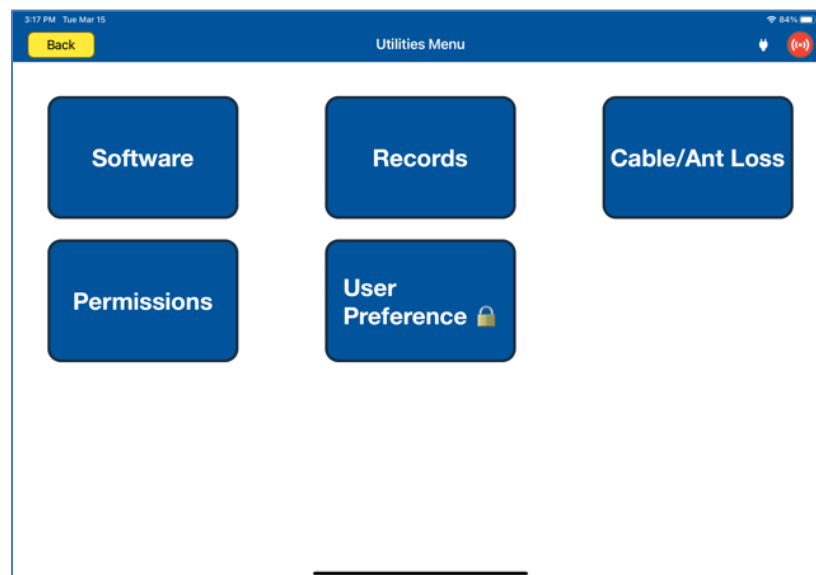 3:17 PM Tue Mar 15
84%
Back
Utilities Menu
Software
Records
Cable/Ant Loss
Permissions
User
Preference